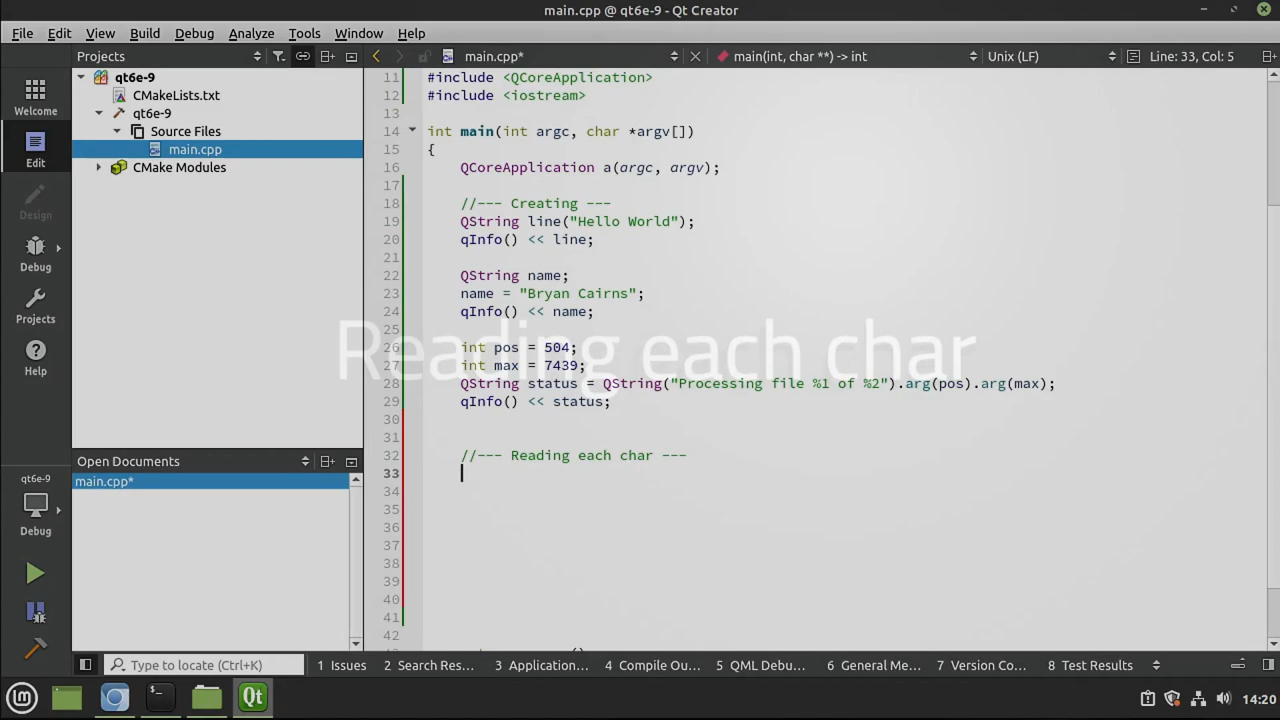 main.cpp @ qt6e-9 - Qt Creator
File Edit View Build Debug Analyze Tools Window Help
Projects main.cpp* main(int, char **) -> int Unix (LF) Line: 33, Col: 5
Welcome
Edit
Design
Debug
Projects
Help
qt6e-9
Debug
qt6e-9
CMakeLists.txt
qt6e-9
Source Files
main.cpp
CMake Modules
Open Documents
main.cpp*
11 #include <QCoreApplication>
12 #include <iostream>
13
14 int main(int argc, char *argv[])
15 {
16 QCoreApplication a(argc, argv);
17
18 //--- Creating ---
19 QString line("Hello World");
20 qInfo() << line;
21
22 QString name;
23 name = "Bryan Cairns";
24 qInfo() << name;
25
26 int pos = 504;
27 int max = 7439;
28 QString status = QString("Processing file %1 of %2").arg(pos).arg(max);
29 qInfo() << status;
30
31
32 //--- Reading each char ---
33
34
35
36
37
38
39
40
41
42
Reading each char
Type to locate (Ctrl+K) 1 Issues 2 Search Res... 3 Application... 4 Compile Ou... 5 QML Debu... 6 General Me... 7 Version Co... 8 Test Results
14:20